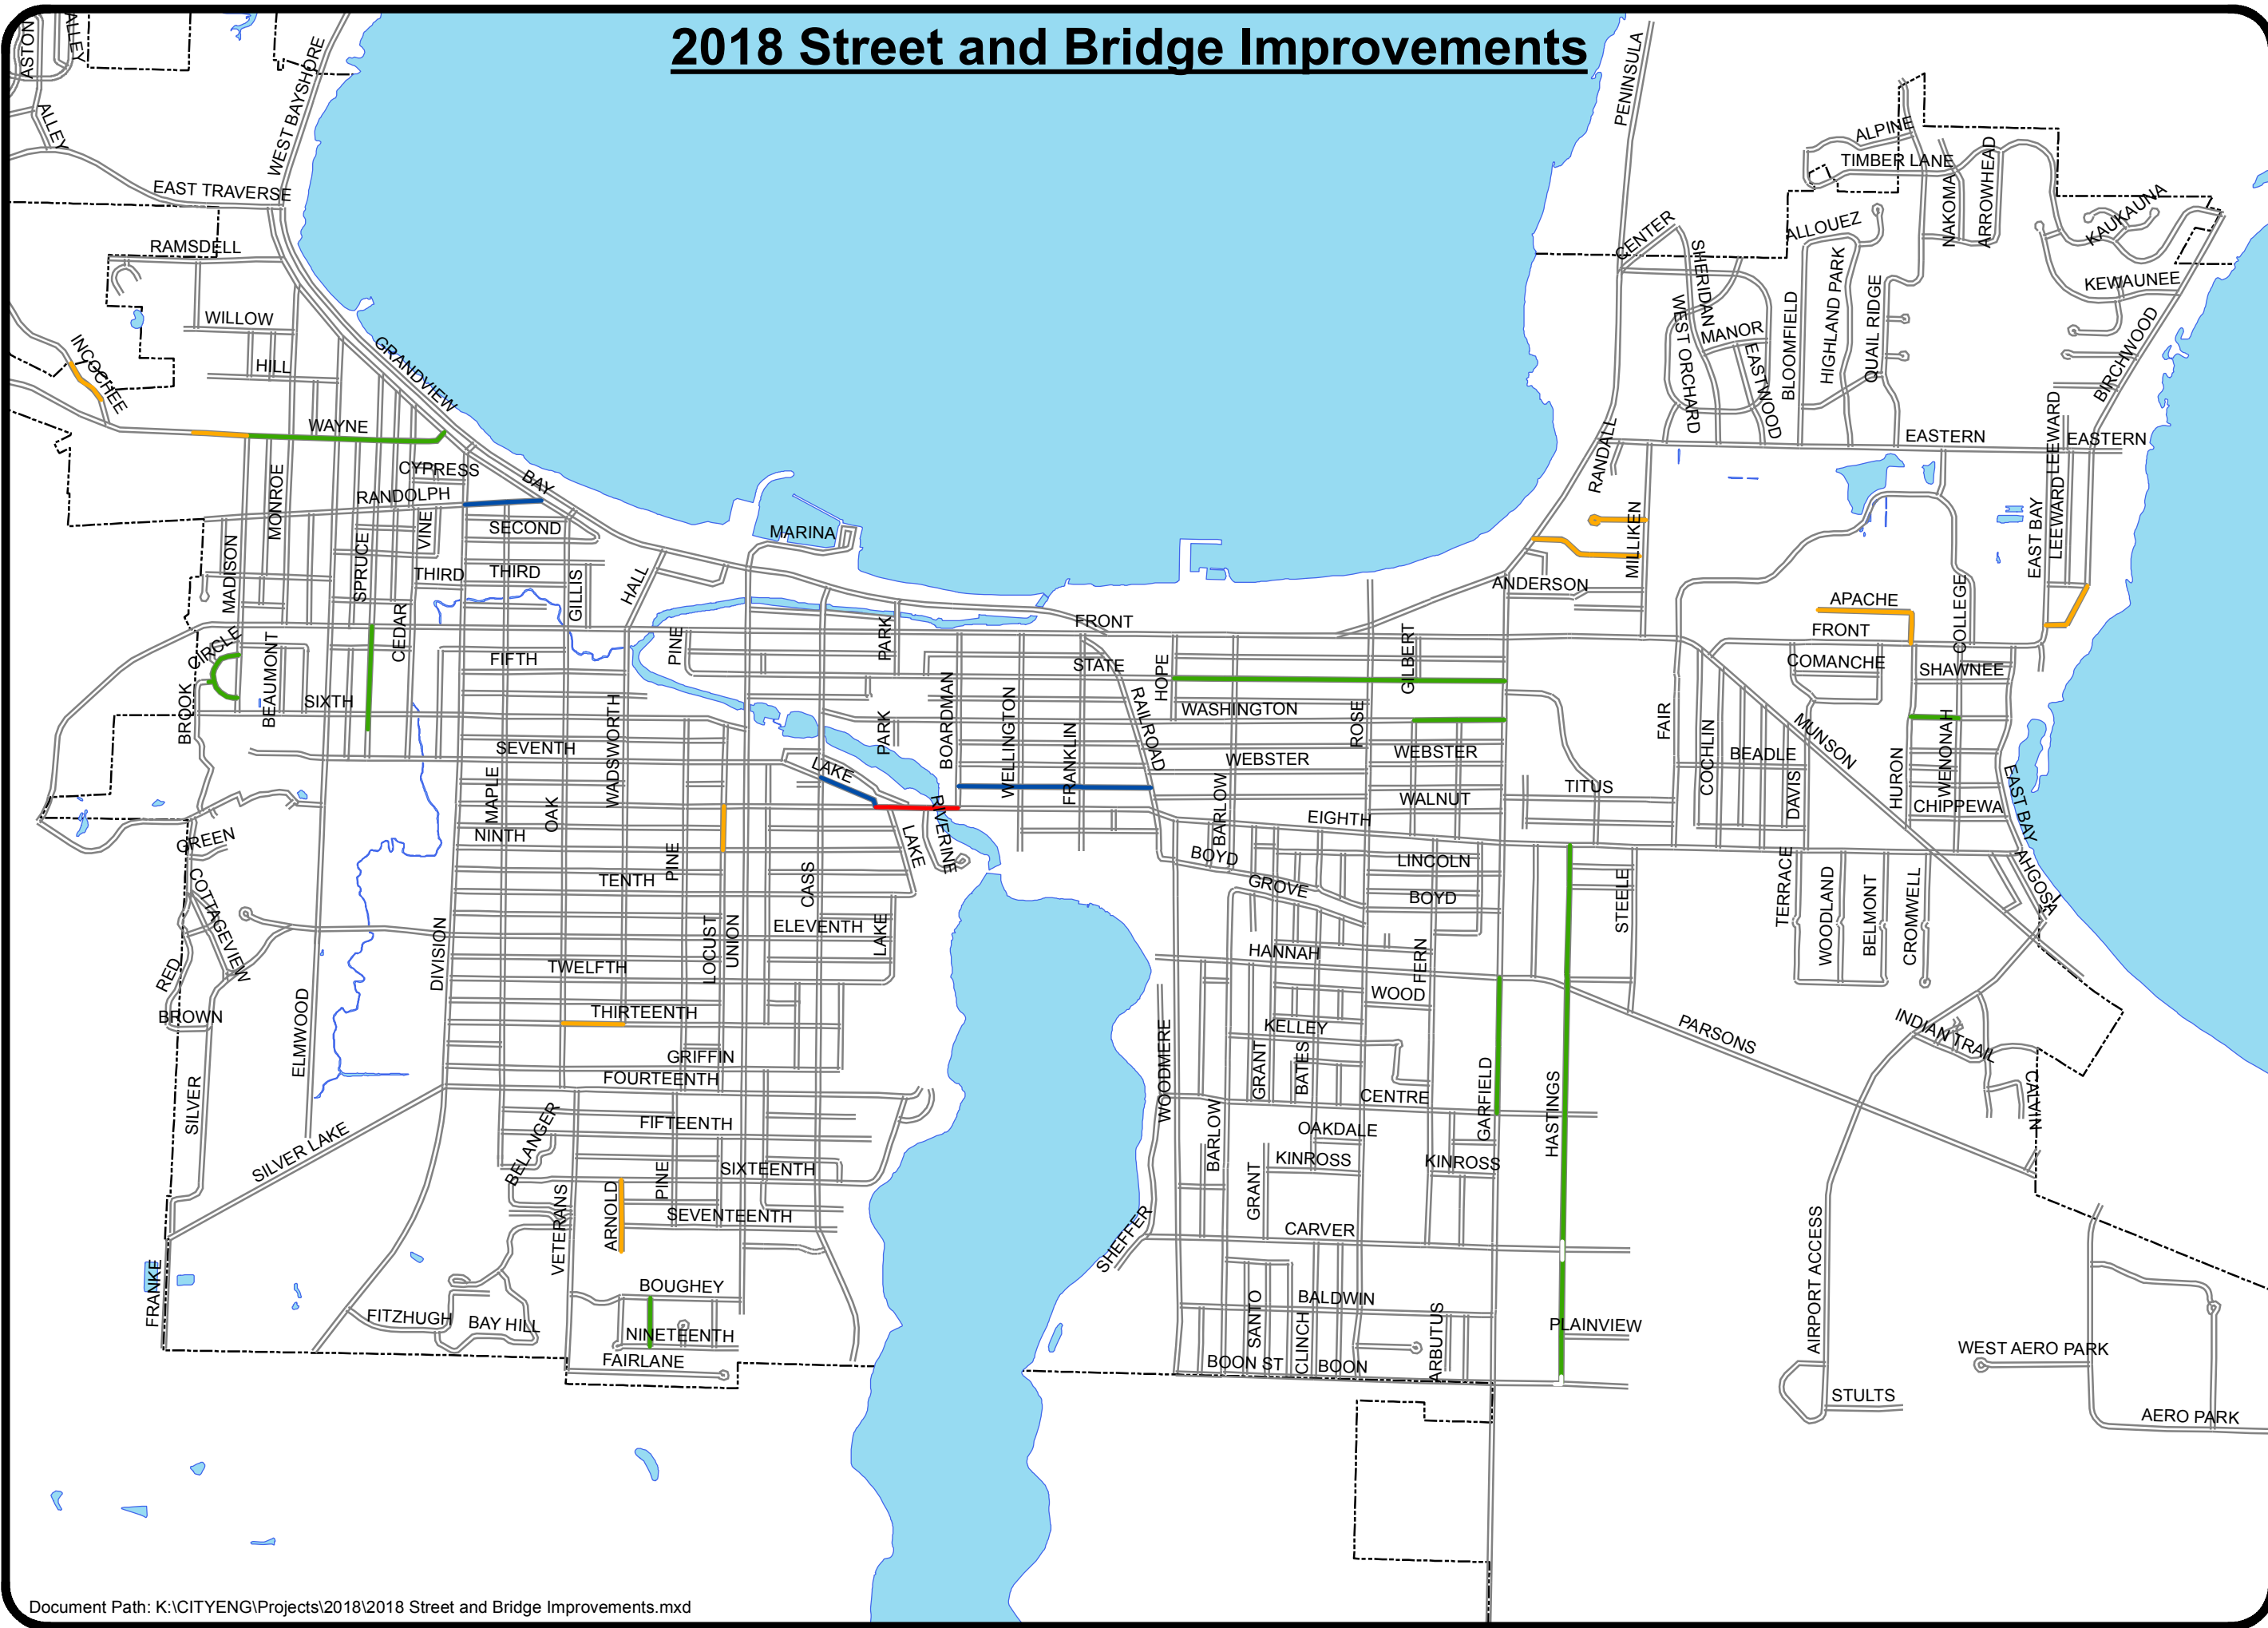 2018 Street and Bridge Improvements
ASTON
ALLEY
ALLEY
WEST BAYSHORE
EAST TRAVERSE
RAMSDELL
WILLOW
HILL
INCOCHEE
GRANDVIEW
WAYNE
CYPRESS
BAY
RANDOLPH
MONROE
VINE
SECOND
MARINA
MADISON
SPRUCE
THIRD
THIRD
GILLIS
HALL
CEDAR
CIRCLE
BEAUMONT
BROOK
SIXTH
FIFTH
PINE
PARK
FRONT
STATE
HOPE
GILBERT
WADSWORTH
SEVENTH
PARK
BOARDMAN
WELLINGTON
FRANKLIN
RAILROAD
WASHINGTON
ROSE
WEBSTER
WEBSTER
LAKE
MAPLE
OAK
NINTH
PINE
RIVERINE
LAKE
BARLOW
WALNUT
EIGHTH
TITUS
GREEN
COTTAGEVIEW
TENTH
CASS
BOYD
GROVE
LINCOLN
BOYD
STEELE
DIVISION
LOCUST
UNION
ELEVENTH
LAKE
HANNAH
FERN
RED
BROWN
ELMWOOD
TWELFTH
THIRTEENTH
WOOD
KELLEY
GRIFFIN
FOURTEENTH
WOODMERE
GRANT
BATES
CENTRE
GARFIELD
HASTINGS
PARSONS
SILVER
SILVER LAKE
BELANGER
FIFTEENTH
BARLOW
OAKDALE
KINROSS
KINROSS
PINE
SIXTEENTH
GRANT
VETERANS
ARNOLD
SEVENTEENTH
SHEFFER
CARVER
FRANKE
BOUGHEY
FITZHUGH
BAY HILL
NINETEENTH
FAIRLANE
SANTO
CLINCH
BALDWIN
BOON ST
BOON
ARBUTUS
PLAINVIEW
PENINSULA
CENTER
SHERIDAN
WEST ORCHARD
MANOR
EASTWOOD
ALPINE
TIMBER LANE
NAKOMA
ARROWHEAD
ALLOUEZ
BLOOMFIELD
HIGHLAND PARK
QUAIL RIDGE
KAUKAUNA
KEWAUNEE
BIRCHWOOD
RANDALL
EASTERN
EASTERN
LEEWARD
LEEWARD
EAST BAY
MILLIKEN
ANDERSON
APACHE
FRONT
COLLEGE
COMANCHE
SHAWNEE
FAIR
COCHLIN
MUNSON
BEADLE
DAVIS
HURON
WENONAH
CHIPPEWA
EAST BAY
AHGOSA
TERRACE
WOODLAND
BELMONT
CROMWELL
INDIAN TRAIL
CALVIN
AIRPORT ACCESS
WEST AERO PARK
STULTS
AERO PARK
Document Path: K:\CITYENG\Projects\2018\2018 Street and Bridge Improvements.mxd